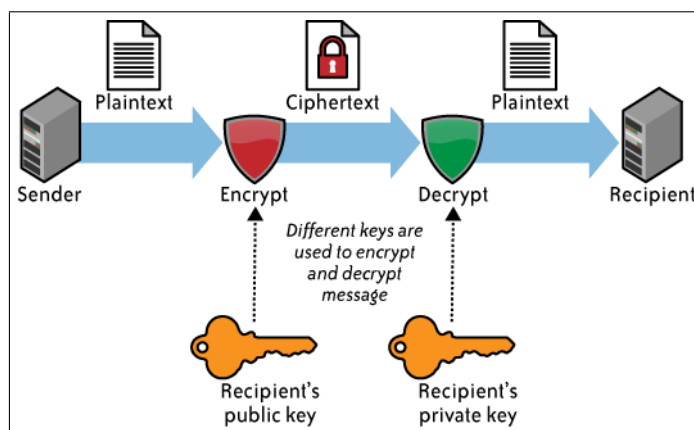 Plaintext
Ciphertext
Plaintext
Sender
Encrypt
Decrypt
Recipient
Different keys are
used to encrypt
and decrypt
message
Recipient's
public key
Recipient's
private key